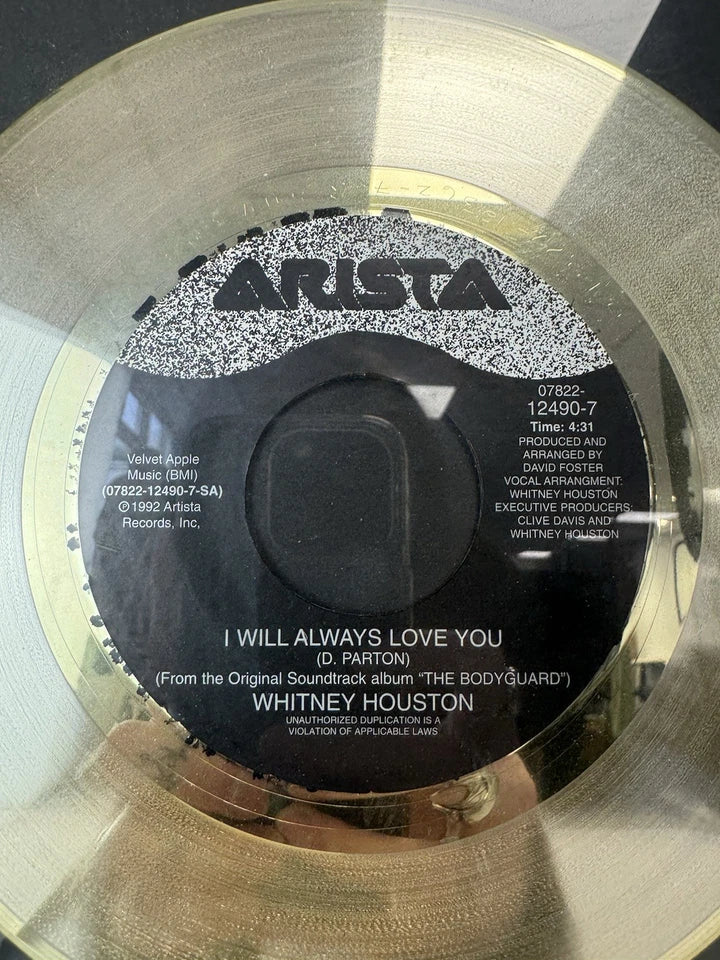 ARISTA
07822-
12490-7
Time: 4:31
PRODUCED AND
ARRANGED BY
DAVID FOSTER
VOCAL ARRANGMENT:
WHITNEY HOUSTON
EXECUTIVE PRODUCERS:
CLIVE DAVIS AND
WHITNEY HOUSTON
Velvet Apple
Music (BMI)
(07822-12490-7-SA)
℗1992 Artista
Records, Inc,
I WILL ALWAYS LOVE YOU
(D. PARTON)
(From the Original Soundtrack album “THE BODYGUARD”)
WHITNEY HOUSTON
UNAUTHORIZED DUPLICATION IS A
VIOLATION OF APPLICABLE LAWS